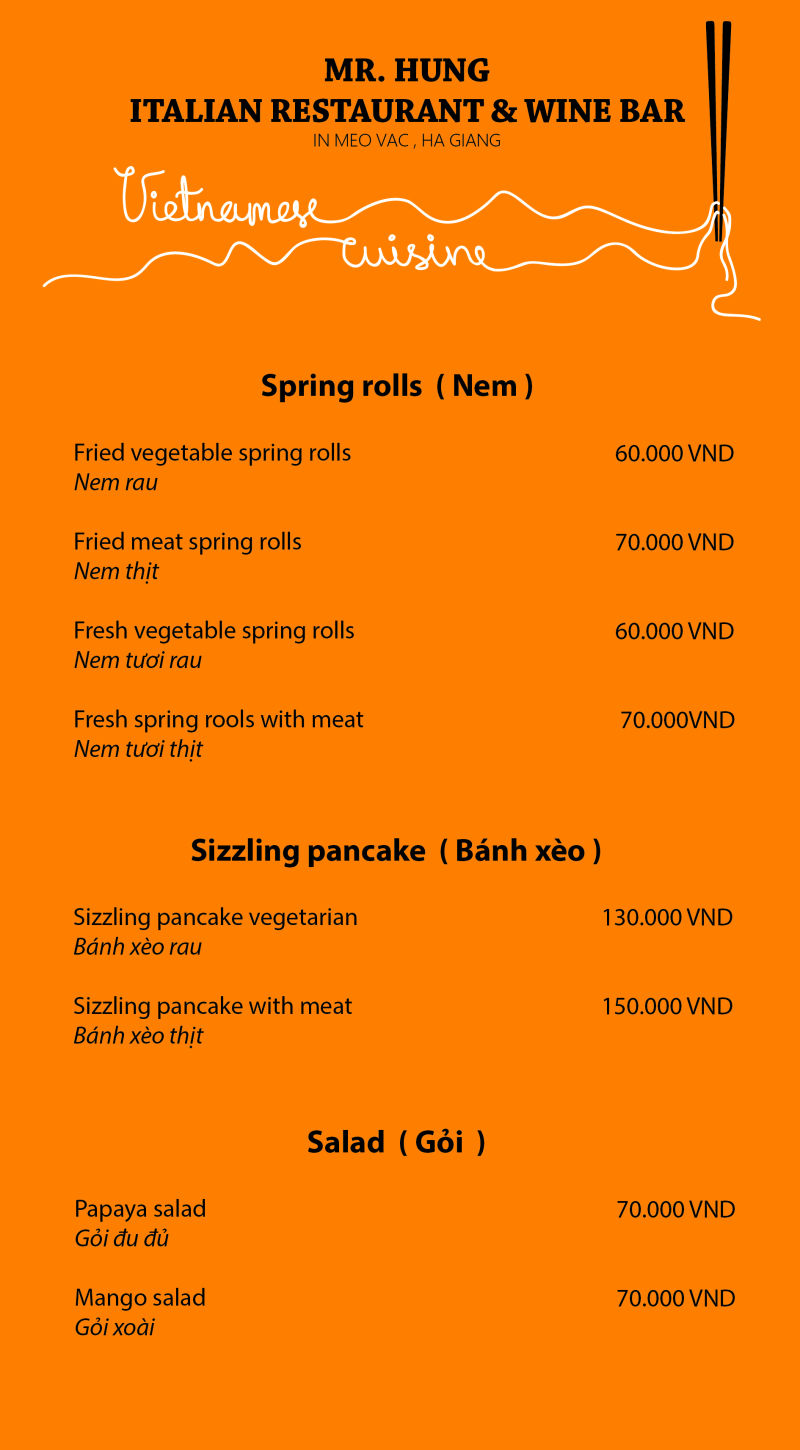 MR. HUNG
ITALIAN RESTAURANT & WINE BAR
IN MEO VAC , HA GIANG
Vietnamese
cuisine
Spring rolls ( Nem )
Fried vegetable spring rolls 60.000 VND
Nem rau
Fried meat spring rolls 70.000 VND
Nem thịt
Fresh vegetable spring rolls 60.000 VND
Nem tươi rau
Fresh spring rools with meat 70.000VND
Nem tươi thịt
Sizzling pancake ( Bánh xèo )
Sizzling pancake vegetarian 130.000 VND
Bánh xèo rau
Sizzling pancake with meat 150.000 VND
Bánh xèo thịt
Salad ( Gỏi )
Papaya salad 70.000 VND
Gỏi đu đủ
Mango salad 70.000 VND
Gỏi xoài